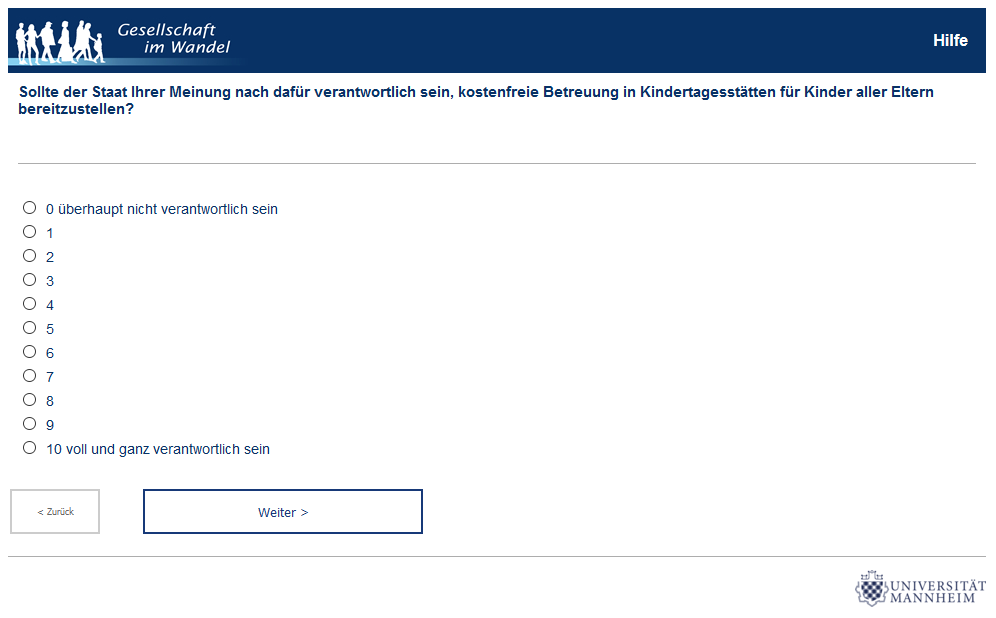 Gesellschaft
im Wandel
Hilfe
Sollte der Staat Ihrer Meinung nach dafür verantwortlich sein, kostenfreie Betreuung in Kindertagesstätten für Kinder aller Eltern
bereitzustellen?
0 überhaupt nicht verantwortlich sein
1
2
3
4
5
6
7
8
9
10 voll und ganz verantwortlich sein
< Zurück
Weiter >
UNIVERSITÄT
MANNHEIM